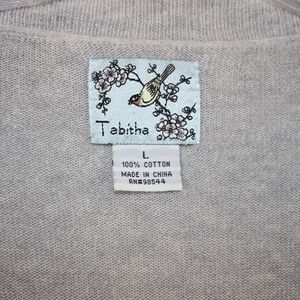 Tabitha
L
100% COTTON
MADE IN CHINA
RN#98544